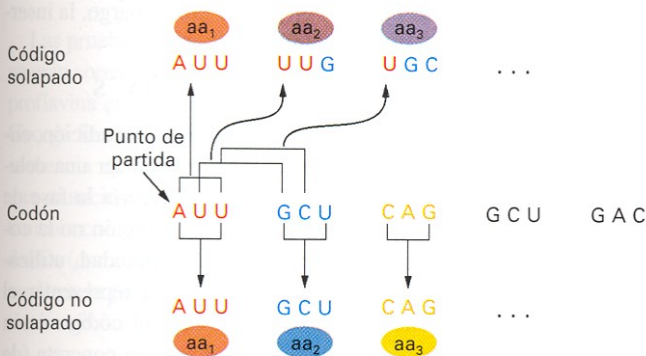 aa1 aa2 aa3
Código
solapado
A U U U U G U G C . . .
Punto de
partida
Codón A U U G C U C A G G C U G A C
Código no
solapado
A U U G C U C A G . . .
aa1 aa2 aa3